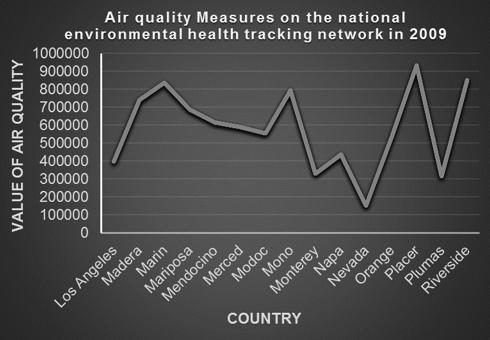 Air quality Measures on the national
environmental health tracking network in 2009
VALUE OF AIR QUALITY
1000000
900000
800000
700000
600000
500000
400000
300000
200000
100000
0
Los Angeles
Madera
Marin
Mariposa
Mendocino
Merced
Modoc
Mono
Monterey
Napa
Nevada
Orange
Placer
Plumas
Riverside
COUNTRY